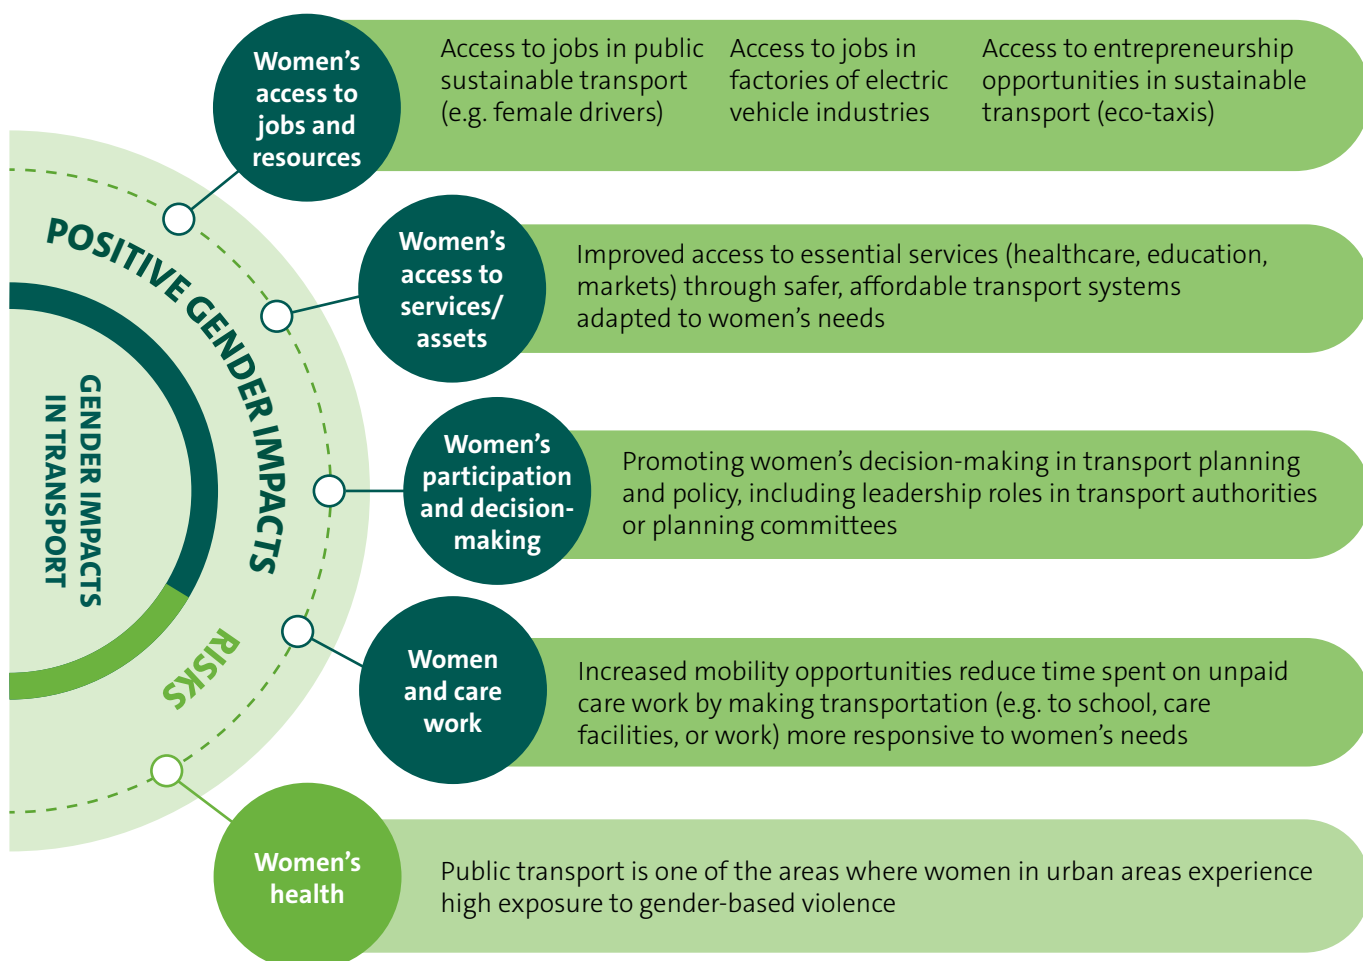 GENDER IMPACTS
IN TRANSPORT
POSITIVE GENDER IMPACTS
RISKS
Women’s
access to
jobs and
resources
Access to jobs in public
sustainable transport
(e.g. female drivers)
Access to jobs in
factories of electric
vehicle industries
Access to entrepreneurship
opportunities in sustainable
transport (eco-taxis)
Women’s
access to
services/
assets
Improved access to essential services (healthcare, education,
markets) through safer, affordable transport systems
adapted to women’s needs
Women’s
participation
and decision-
making
Promoting women’s decision-making in transport planning
and policy, including leadership roles in transport authorities
or planning committees
Women
and care
work
Increased mobility opportunities reduce time spent on unpaid
care work by making transportation (e.g. to school, care
facilities, or work) more responsive to women’s needs
Women’s
health
Public transport is one of the areas where women in urban areas experience
high exposure to gender-based violence